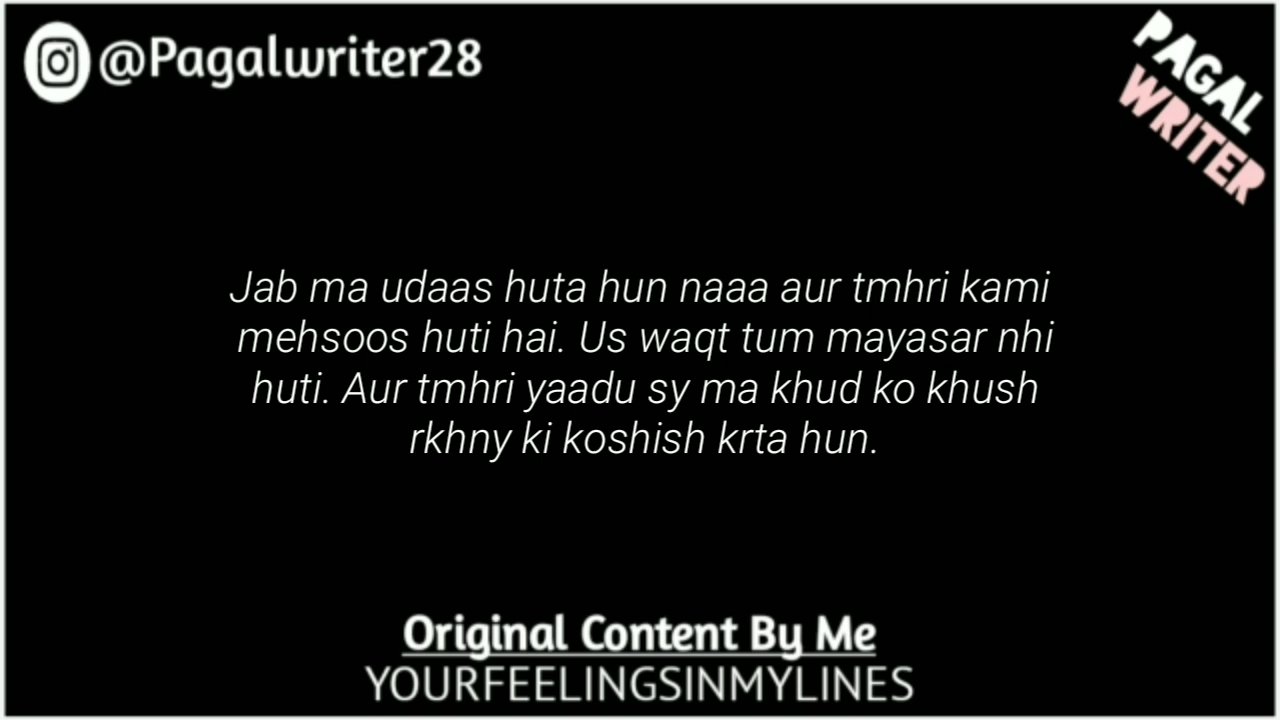 @Pagalwriter28
PAGAL
WRITER
Jab ma udaas huta hun naaa aur tmhri kami
mehsoos huti hai. Us waqt tum mayasar nhi
huti. Aur tmhri yaadu sy ma khud ko khush
rkhny ki koshish krta hun.
Original Content By Me
YOURFEELINGSINMYLINES